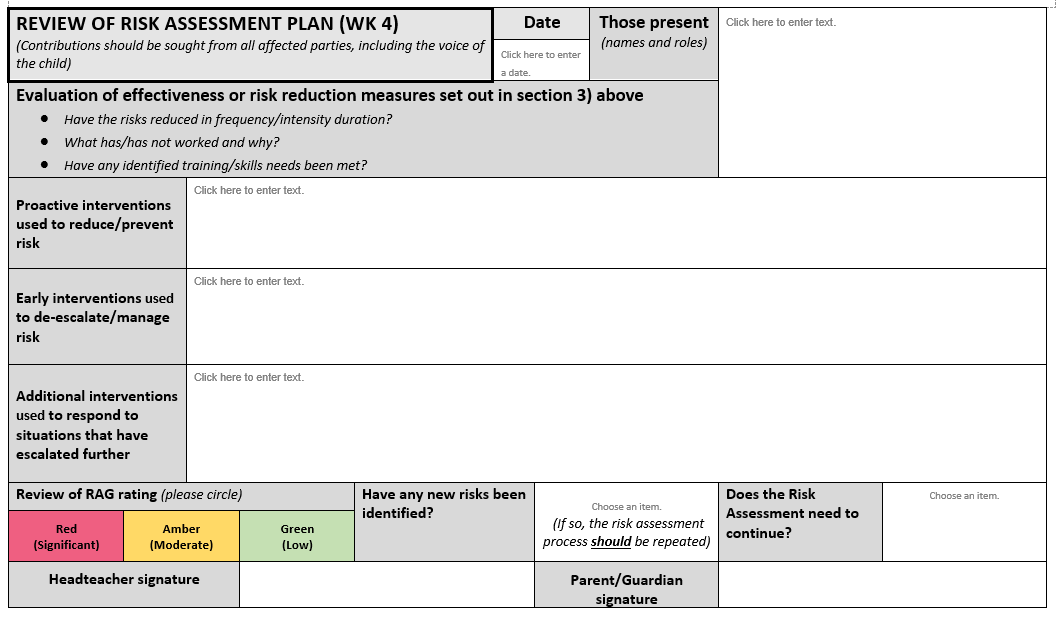 REVIEW OF RISK ASSESSMENT PLAN (WK 4)
(Contributions should be sought from all affected parties, including the voice of
the child)
Date
Click here to enter
a date.
Those present
(names and roles)
Click here to enter text.
Evaluation of effectiveness or risk reduction measures set out in section 3) above
● Have the risks reduced in frequency/intensity duration?
● What has/has not worked and why?
● Have any identified training/skills needs been met?
Proactive interventions
used to reduce/prevent
risk
Click here to enter text.
Early interventions used
to de-escalate/manage
risk
Click here to enter text.
Additional interventions
used to respond to
situations that have
escalated further
Click here to enter text.
Review of RAG rating (please circle)
Red
(Significant)
Amber
(Moderate)
Green
(Low)
Have any new risks been
identified?
Choose an item.
(If so, the risk assessment
process should be repeated)
Does the Risk
Assessment need to
continue?
Choose an item.
Headteacher signature
Parent/Guardian
signature